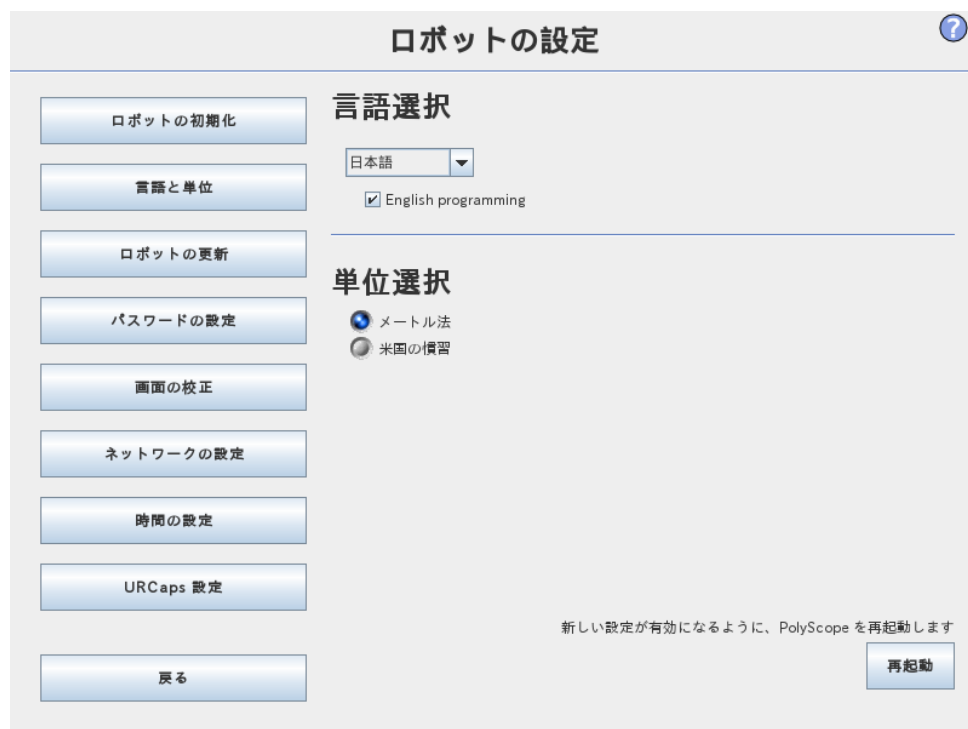 ロボットの設定
?
ロボットの初期化
言語と単位
ロボットの更新
パスワードの設定
画面の校正
ネットワークの設定
時間の設定
URCaps 設定
戻る
言語選択
日本語
English programming
単位選択
メートル法
米国の慣習
新しい設定が有効になるように、PolyScope を再起動します
再起動